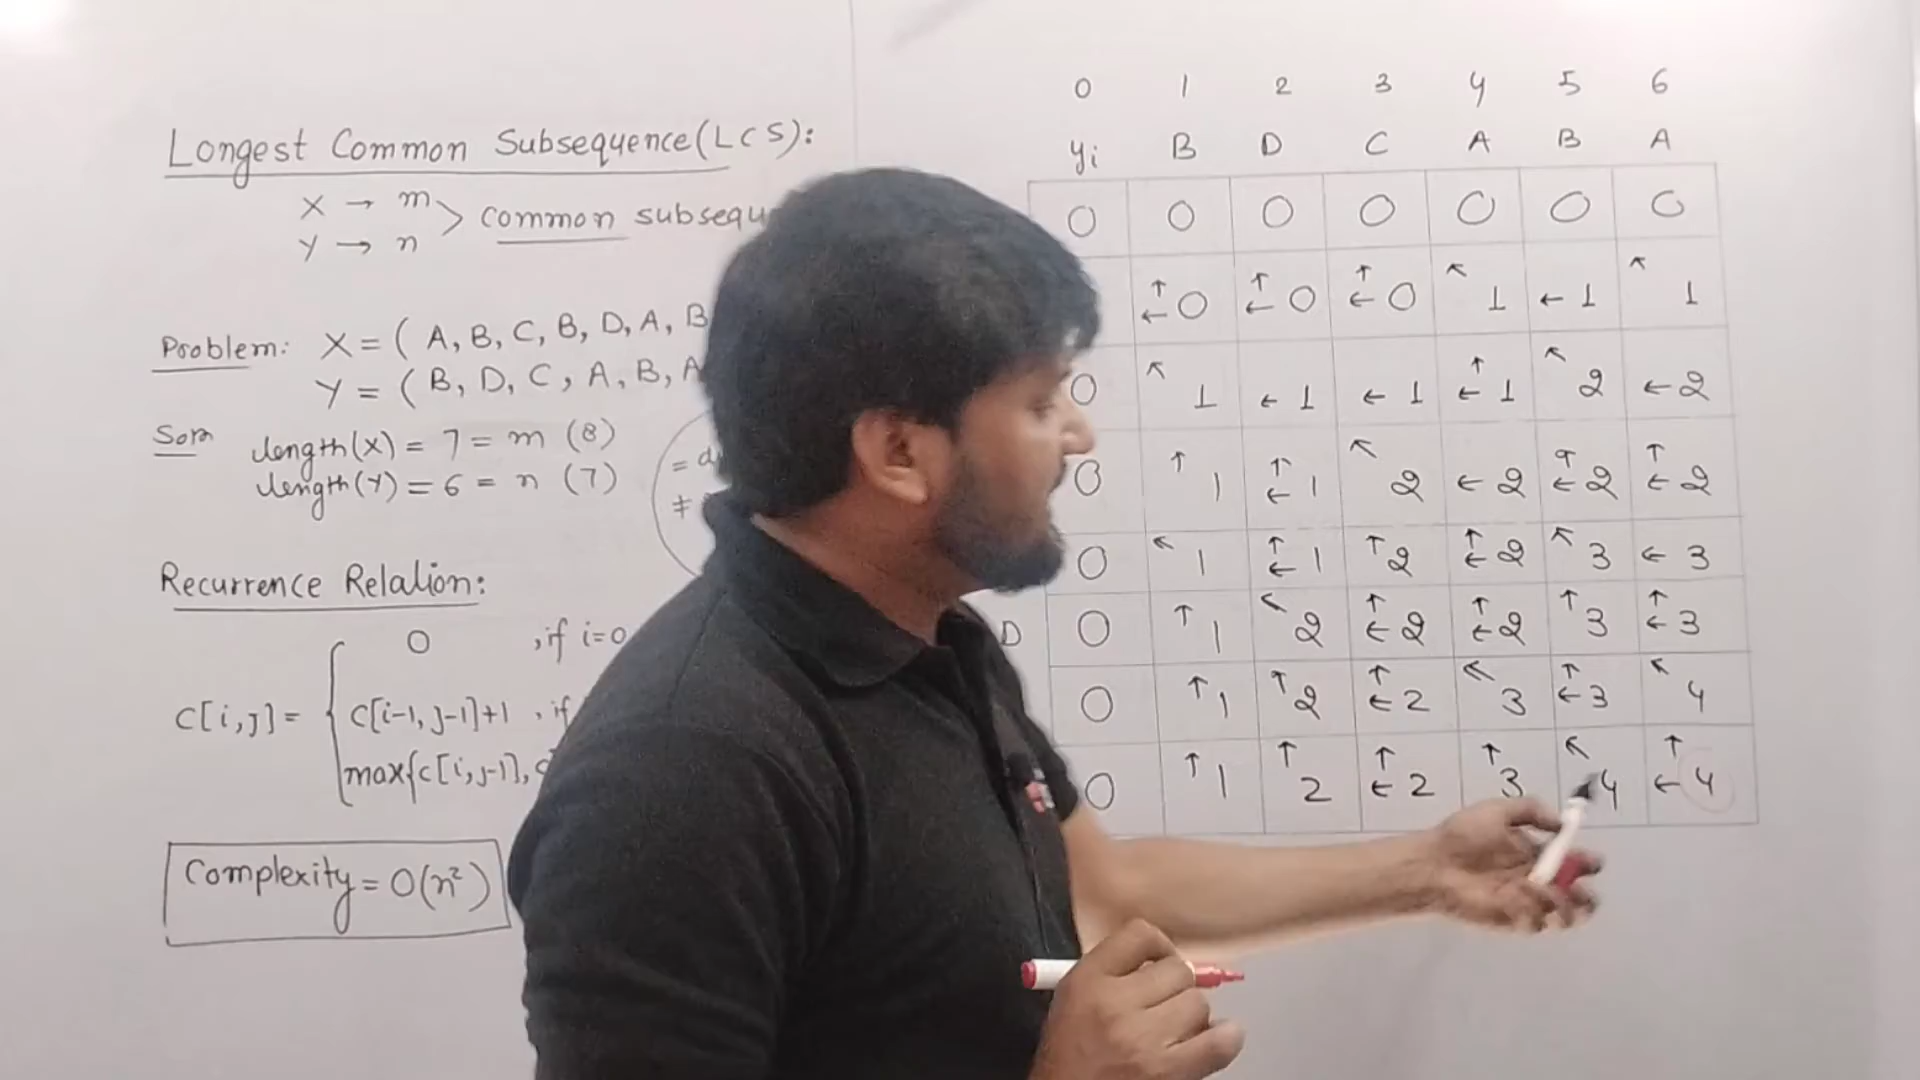 Longest Common Subsequence(LCS):
X → m
Y → n
> common subsequ
Problem: X = ( A, B, C, B, D, A, B
Y = ( B, D, C, A, B, A
Soln
length(X) = 7 = m (8)
length(Y) = 6 = n (7)
= d
≠
Recurrence Relation:
0 , if i=0
c[i,j] = { c[i-1, j-1]+1 , if
max{c[i,j-1], c
Complexity = O(n²)
0 1 2 3 4 5 6
yi B D C A B A
0 0 0 0 0 0 0
↑← 0 ↑← 0 ↑← 0 ↖ 1 ← 1 ↖ 1
0 ↖ 1 ← 1 ← 1 ↑← 1 ↖ 2 ← 2
0 ↑ 1 ↑← 1 ↖ 2 ← 2 ↑← 2 ↑← 2
0 ↖ 1 ↑← 1 ↑ 2 ↑← 2 ↖ 3 ← 3
D 0 ↑ 1 ↖ 2 ↑← 2 ↑← 2 ↑ 3 ↑← 3
0 ↑ 1 ↑ 2 ↑← 2 ↖ 3 ↑← 3 ↖ 4
0 ↑ 1 ↑ 2 ↑← 2 ↑ 3 ↖ 4 ↑← 4